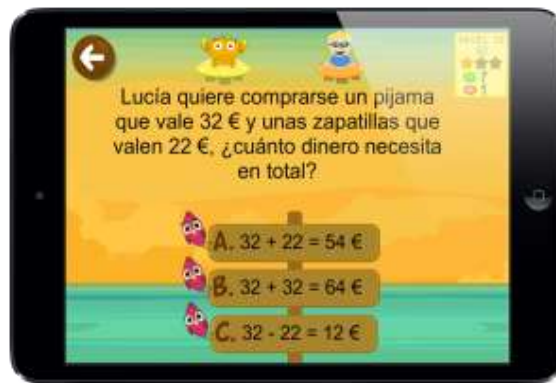 Lucía quiere comprarse un pijama
que vale 32 € y unas zapatillas que
valen 22 €, ¿cuánto dinero necesita
en total?
A. 32 + 22 = 54 €
B. 32 + 32 = 64 €
C. 32 - 22 = 12 €